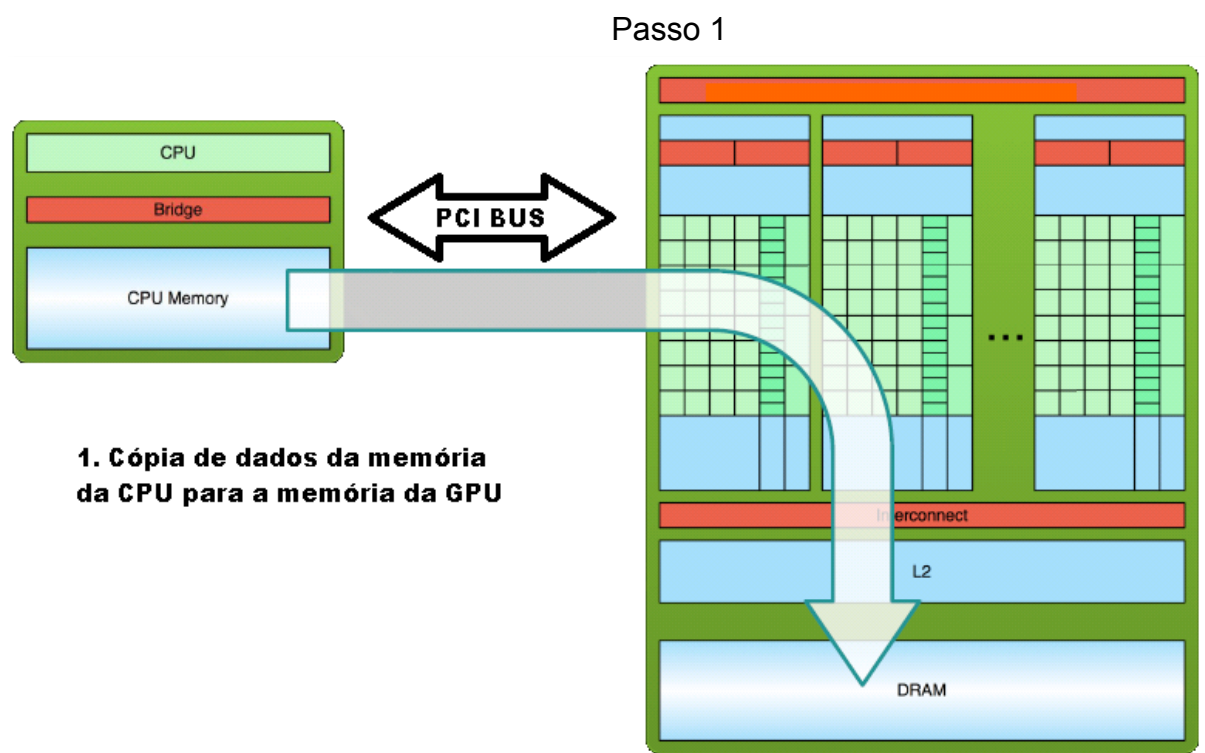 Passo 1
CPU
Bridge
CPU Memory
PCI BUS
1. Cópia de dados da memória
da CPU para a memória da GPU
...
Interconnect
L2
DRAM